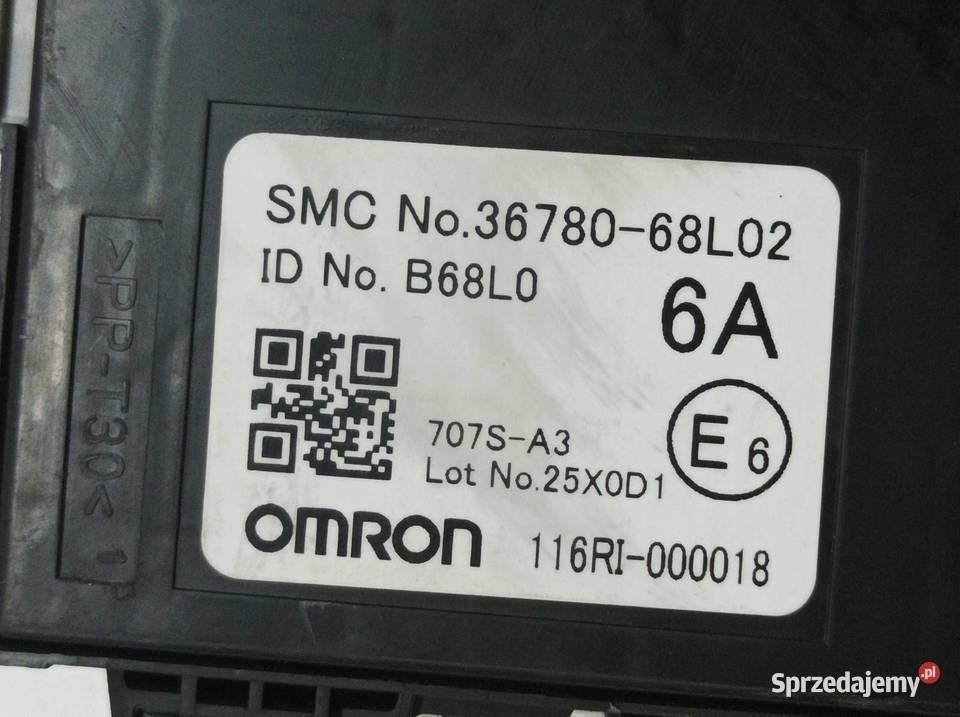 SMC No.36780-68L02
ID No. B68L0
6A
E 6
707S-A3
Lot No.25X0D1
OMRON
116RI-000018
>PP-T30< 1
Sprzedajemy.pl